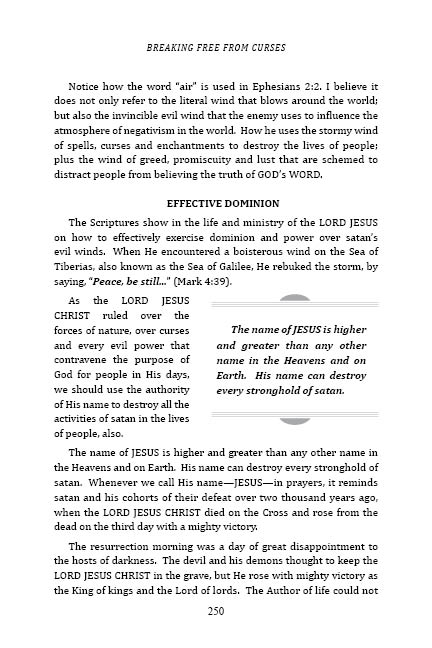 BREAKING FREE FROM CURSES
Notice how the word “air” is used in Ephesians 2:2. I believe it
does not only refer to the literal wind that blows around the world;
but also the invincible evil wind that the enemy uses to influence the
atmosphere of negativism in the world. How he uses the stormy wind
of spells, curses and enchantments to destroy the lives of people;
plus the wind of greed, promiscuity and lust that are schemed to
distract people from believing the truth of GOD’s WORD.
EFFECTIVE DOMINION
The Scriptures show in the life and ministry of the LORD JESUS
on how to effectively exercise dominion and power over satan’s
evil winds. When He encountered a boisterous wind on the Sea of
Tiberias, also known as the Sea of Galilee, He rebuked the storm, by
saying, “Peace, be still...” (Mark 4:39).
As the LORD JESUS
CHRIST ruled over the
forces of nature, over curses
and every evil power that
contravene the purpose of
God for people in His days,
we should use the authority
of His name to destroy all the
activities of satan in the lives
of people, also.
The name of JESUS is higher
and greater than any other
name in the Heavens and on
Earth. His name can destroy
every stronghold of satan.
The name of JESUS is higher and greater than any other name in
the Heavens and on Earth. His name can destroy every stronghold of
satan. Whenever we call His name—JESUS—in prayers, it reminds
satan and his cohorts of their defeat over two thousand years ago,
when the LORD JESUS CHRIST died on the Cross and rose from the
dead on the third day with a mighty victory.
The resurrection morning was a day of great disappointment to
the hosts of darkness. The devil and his demons thought to keep the
LORD JESUS CHRIST in the grave, but He rose with mighty victory as
the King of kings and the Lord of lords. The Author of life could not
250